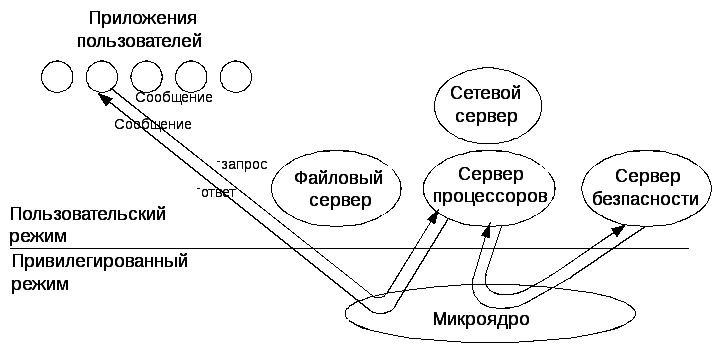 Приложения
пользователей
Сообщение
Сообщение
-запрос
-ответ
Сетевой
сервер
Файловый
сервер
Сервер
процессоров
Сервер
безпасности
Пользовательский
режим
Привилегированный
режим
Микроядро